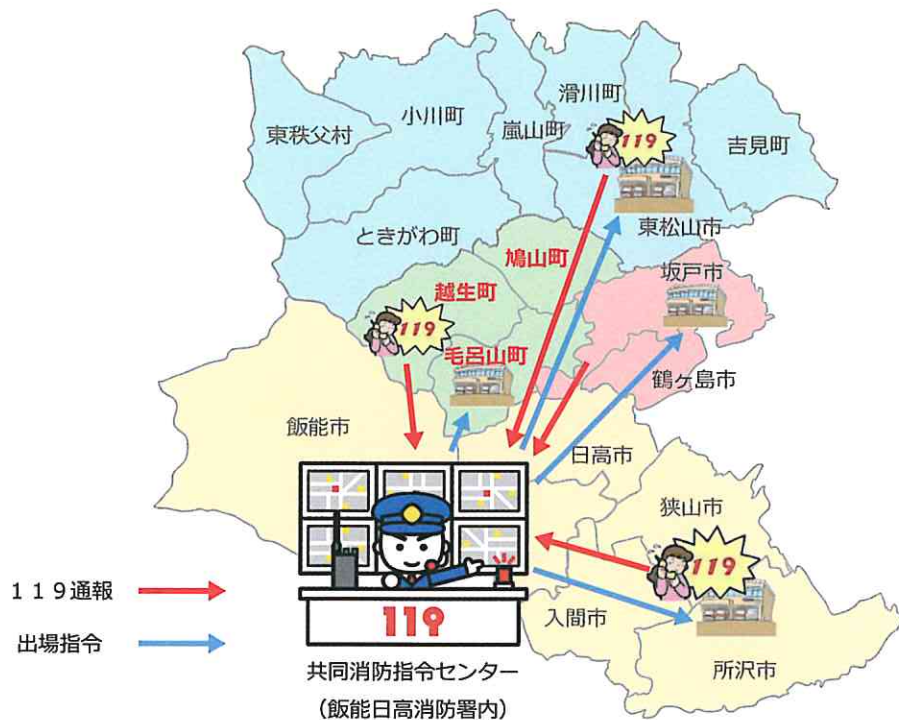 滑川町
小川町
嵐山町
東秩父村
吉見町
119
東松山市
ときがわ町
鳩山町
坂戸市
越生町
119
毛呂山町
鶴ヶ島市
飯能市
日高市
狭山市
119
入間市
所沢市
119通報
出場指令
119
共同消防指令センター
(飯能日高消防署内)